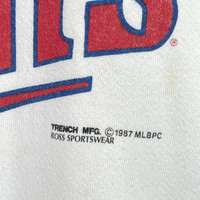 ®
TRENCH MFG. ©1987 MLBPC
ROSS SPORTSWEAR